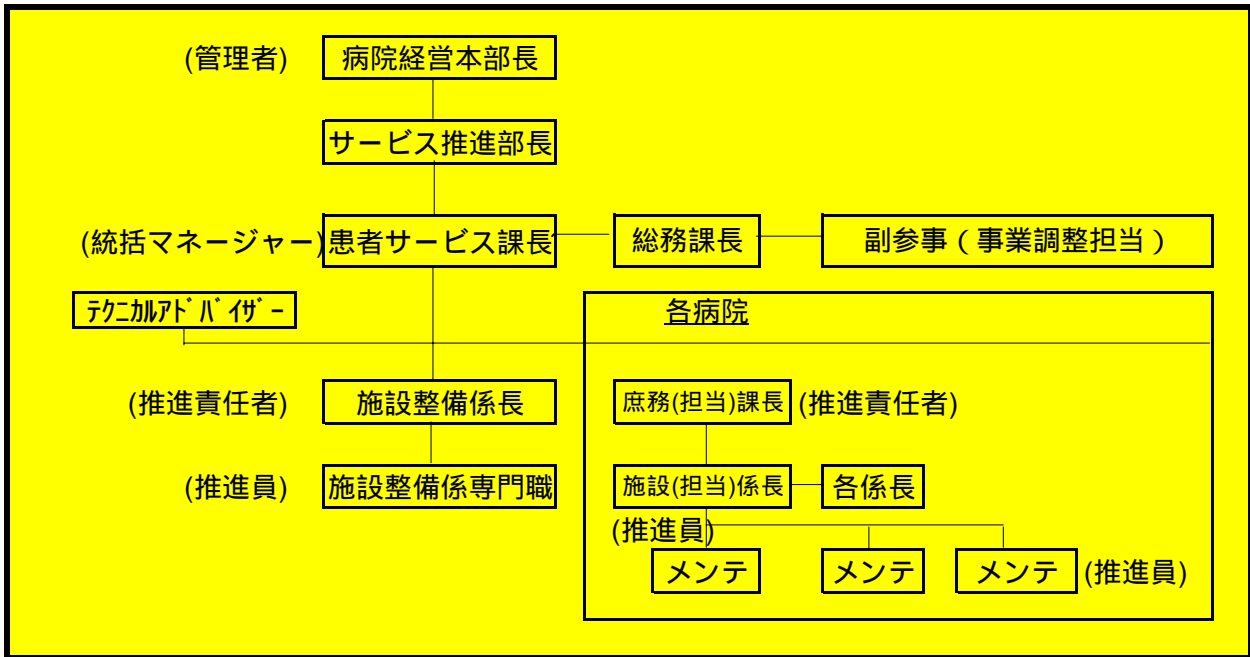 (管理者) 病院経営本部長
サービス推進部長
(統括マネージャー) 患者サービス課長 総務課長 副参事（事業調整担当）
ﾃｸﾆｶﾙｱﾄﾞﾊﾞｲｻﾞｰ
各病院
(推進責任者) 施設整備係長 庶務(担当)課長 (推進責任者)
(推進員) 施設整備係専門職 施設(担当)係長 各係長
(推進員)
メンテ メンテ メンテ (推進員)